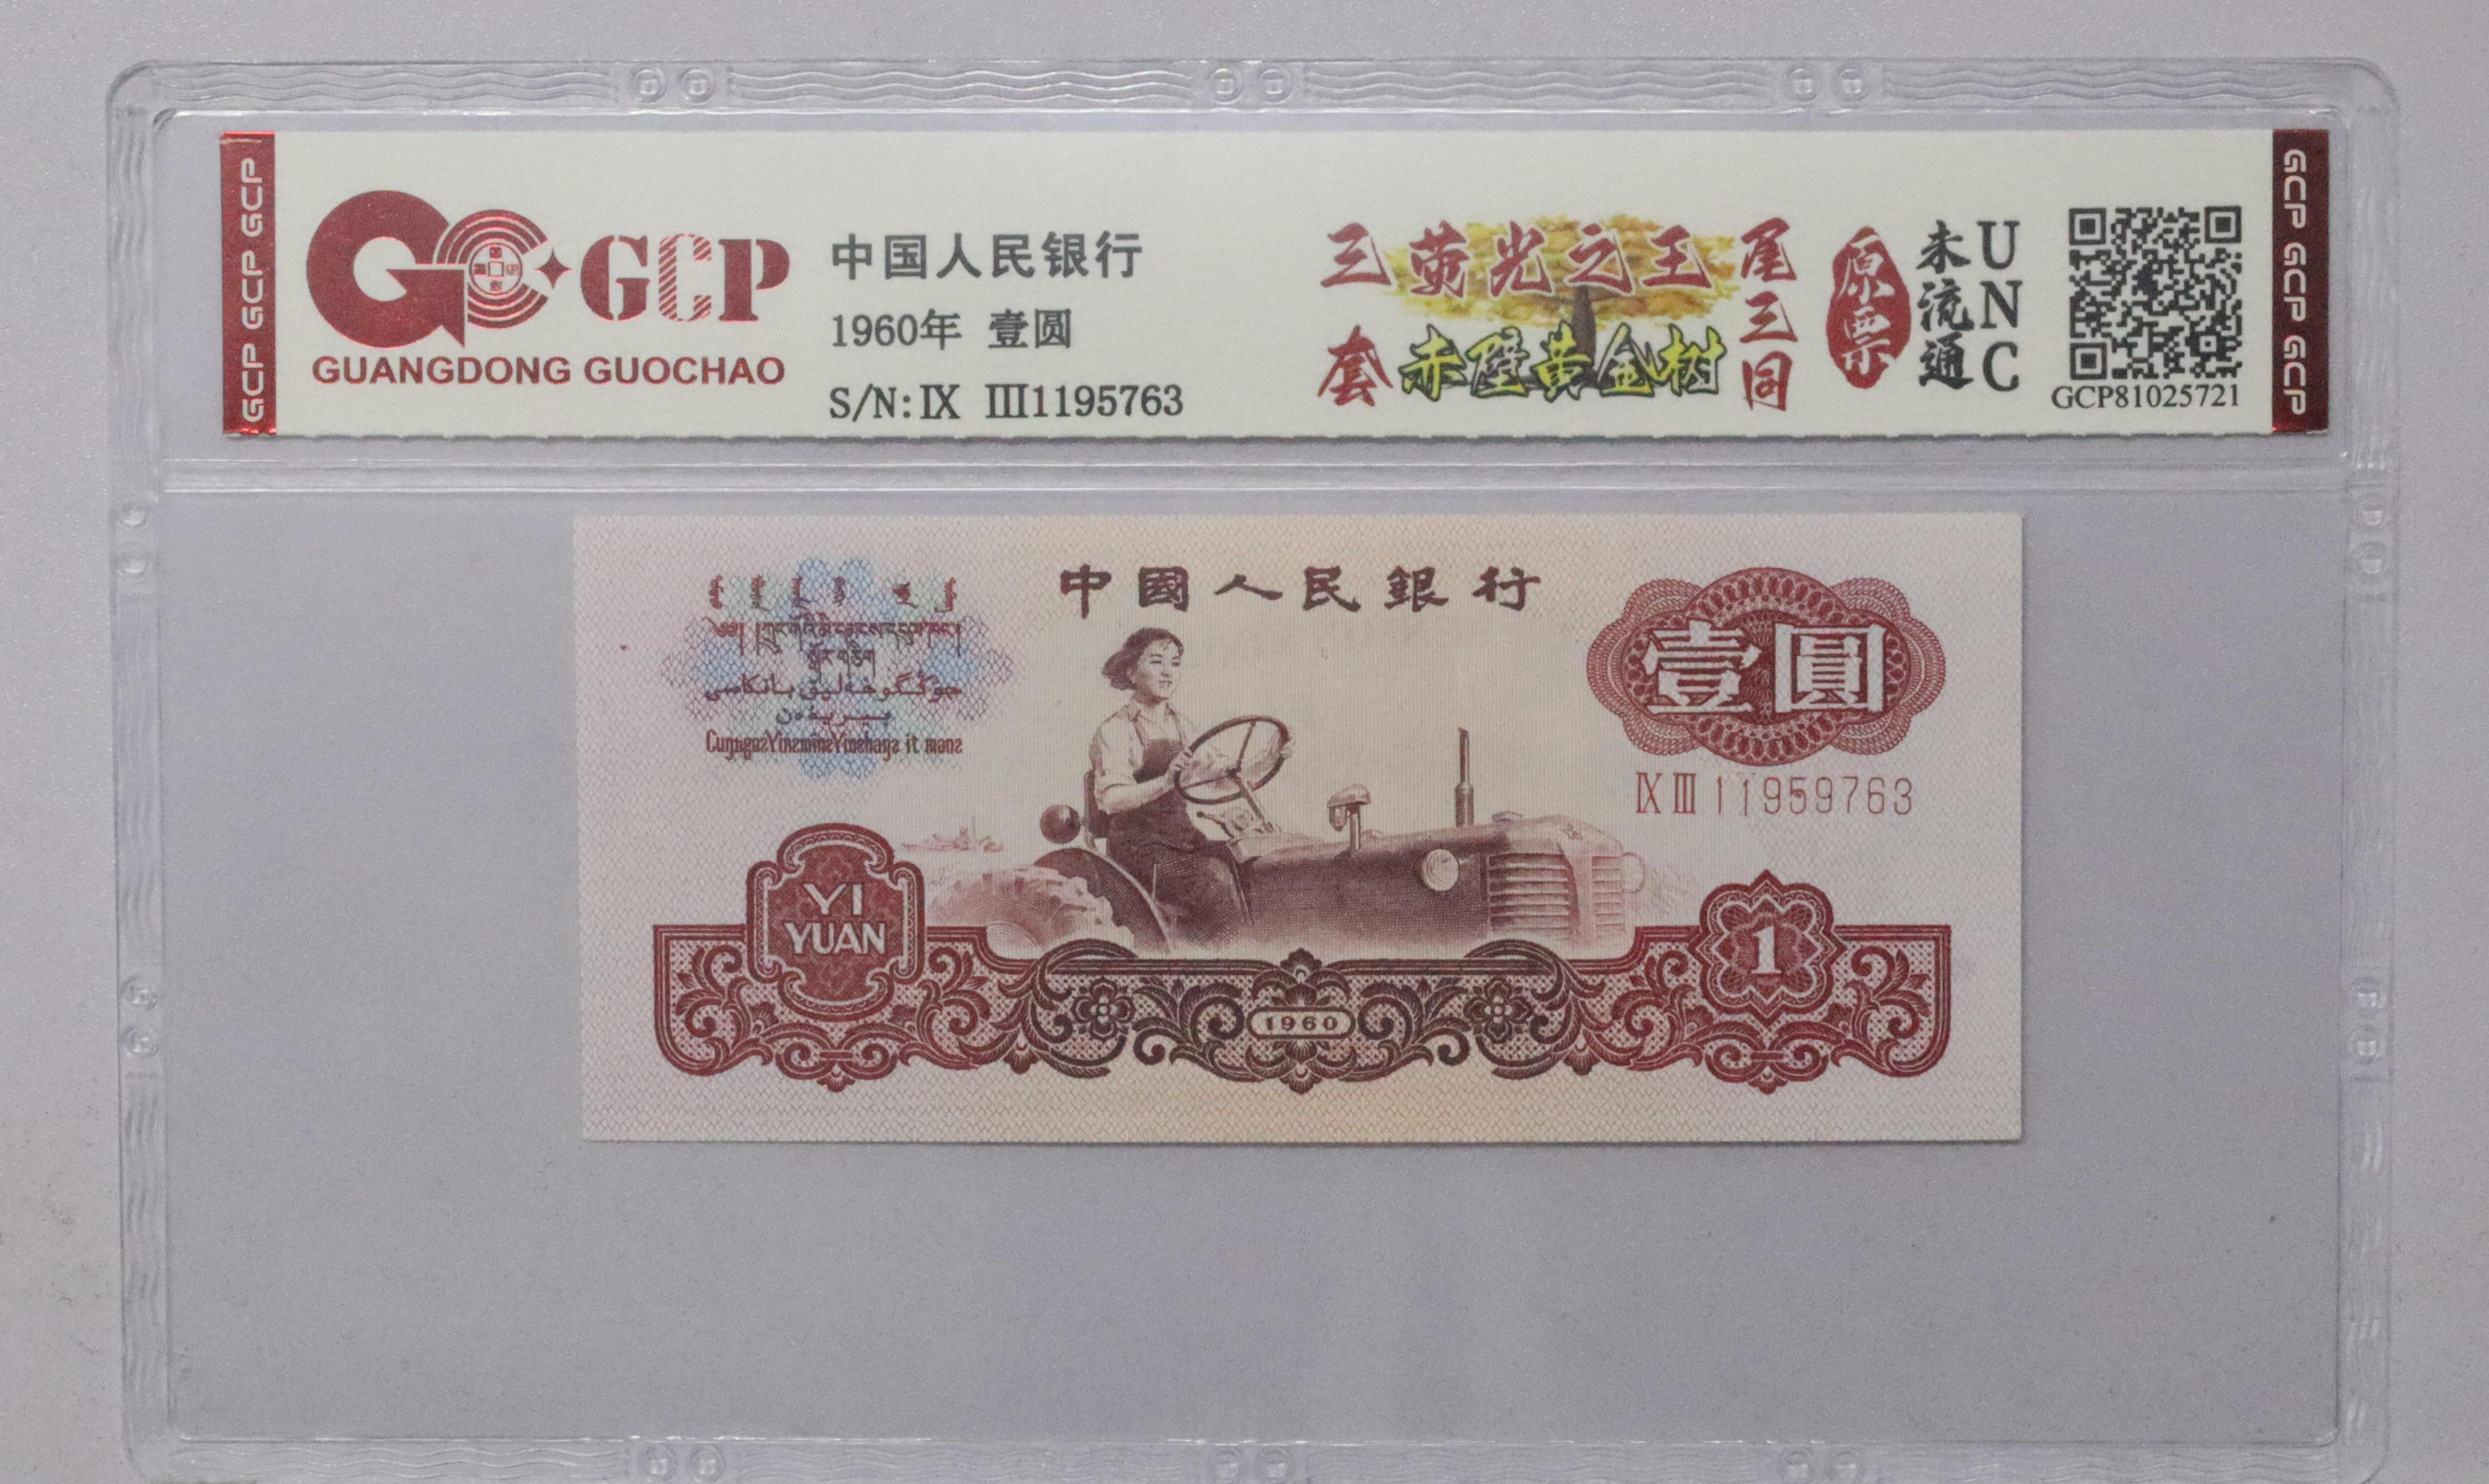 GCP GCP GCP
GCP
GUANGDONG GUOCHAO
中国人民银行
1960年 壹圆
S/N:Ⅸ Ⅲ1195763
三套
荧光之王
赤壁黄金树
尾三同
原票
未流通
UNC
GCP81025721
GCP GCP GCP
中國人民銀行
壹圓
ⅨⅢ11959763
YI
YUAN
1
1960